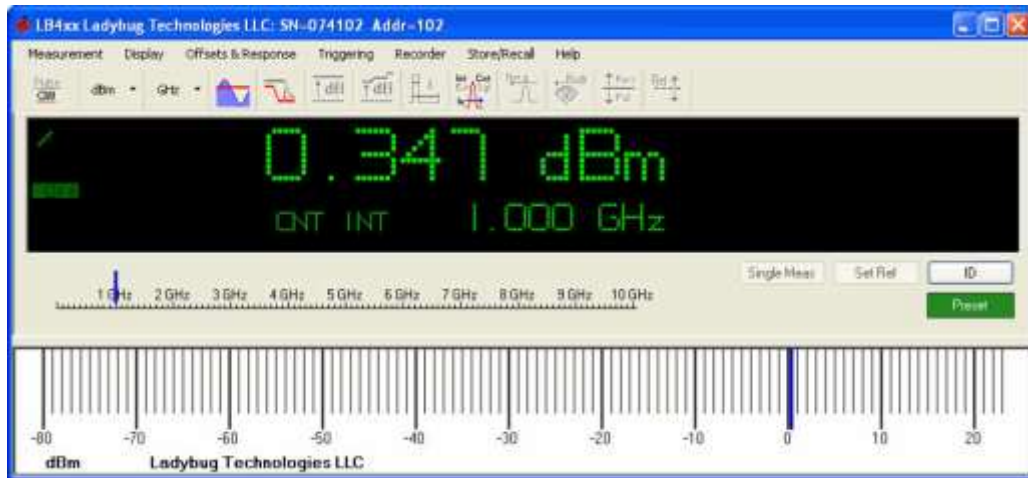 LB4xx Ladybug Technologies LLC: SN-074102 Addr-102
Measurement Display Offsets & Response Triggering Recorder Store/Recall Help
CW dBm GHz dB dB
0.347 dBm
CNT INT 1.000 GHz
Single Meas Set Ref ID
1 GHz 2 GHz 3 GHz 4 GHz 5 GHz 6 GHz 7 GHz 8 GHz 9 GHz 10 GHz
Preset
-80 -70 -60 -50 -40 -30 -20 -10 0 10 20
dBm Ladybug Technologies LLC